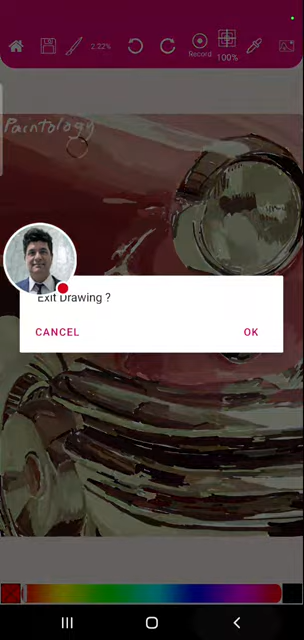 2.22%
Record
100%
Paintology
Exit Drawing ?
CANCEL
OK